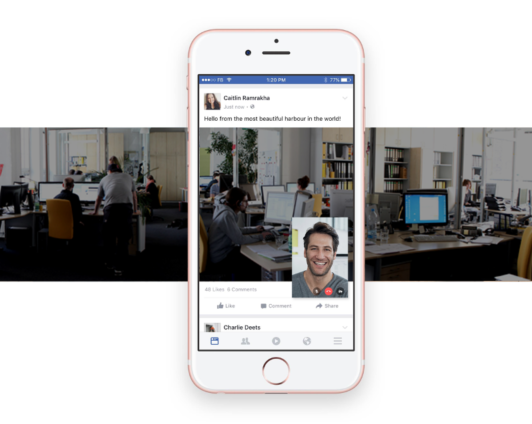 FB 1:20 PM 77%
Caitlin Ramrakha
Just now
Hello from the most beautiful harbour in the world!
Likes 0 Comments
Like Comment Share
Charlie Deets